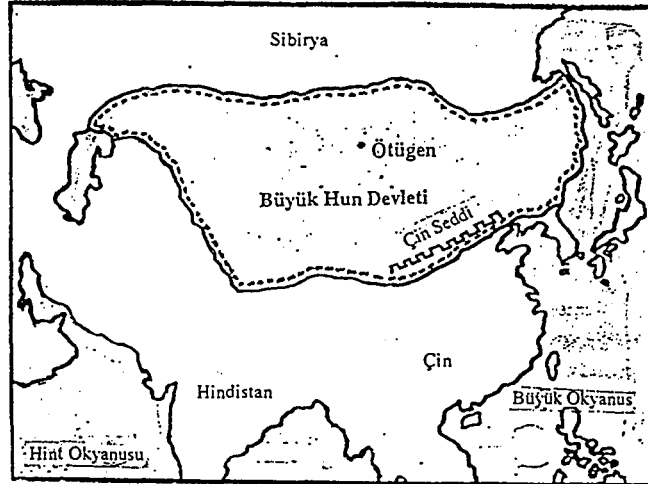 Sibirya
Ötügen
Büyük Hun Devleti
Çin Seddi
Çin
Hindistan
Büyük Okyanus
Hint Okyanusu